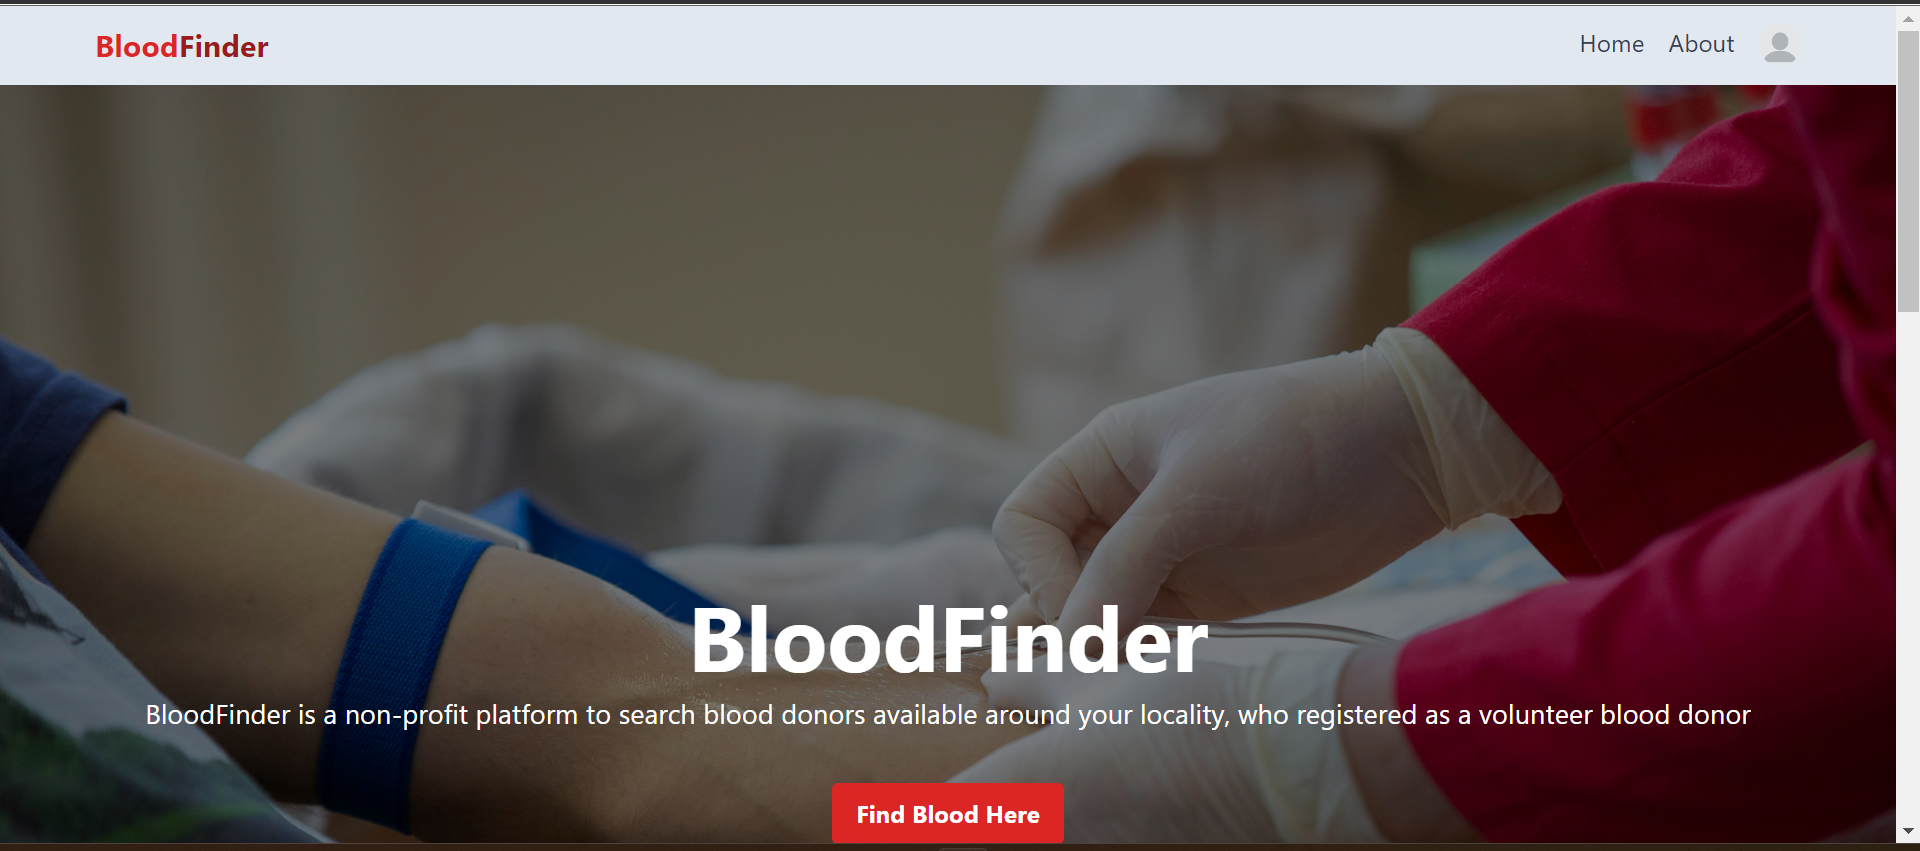 BloodFinder
Home About
BloodFinder
BloodFinder is a non-profit platform to search blood donors available around your locality, who registered as a volunteer blood donor
Find Blood Here